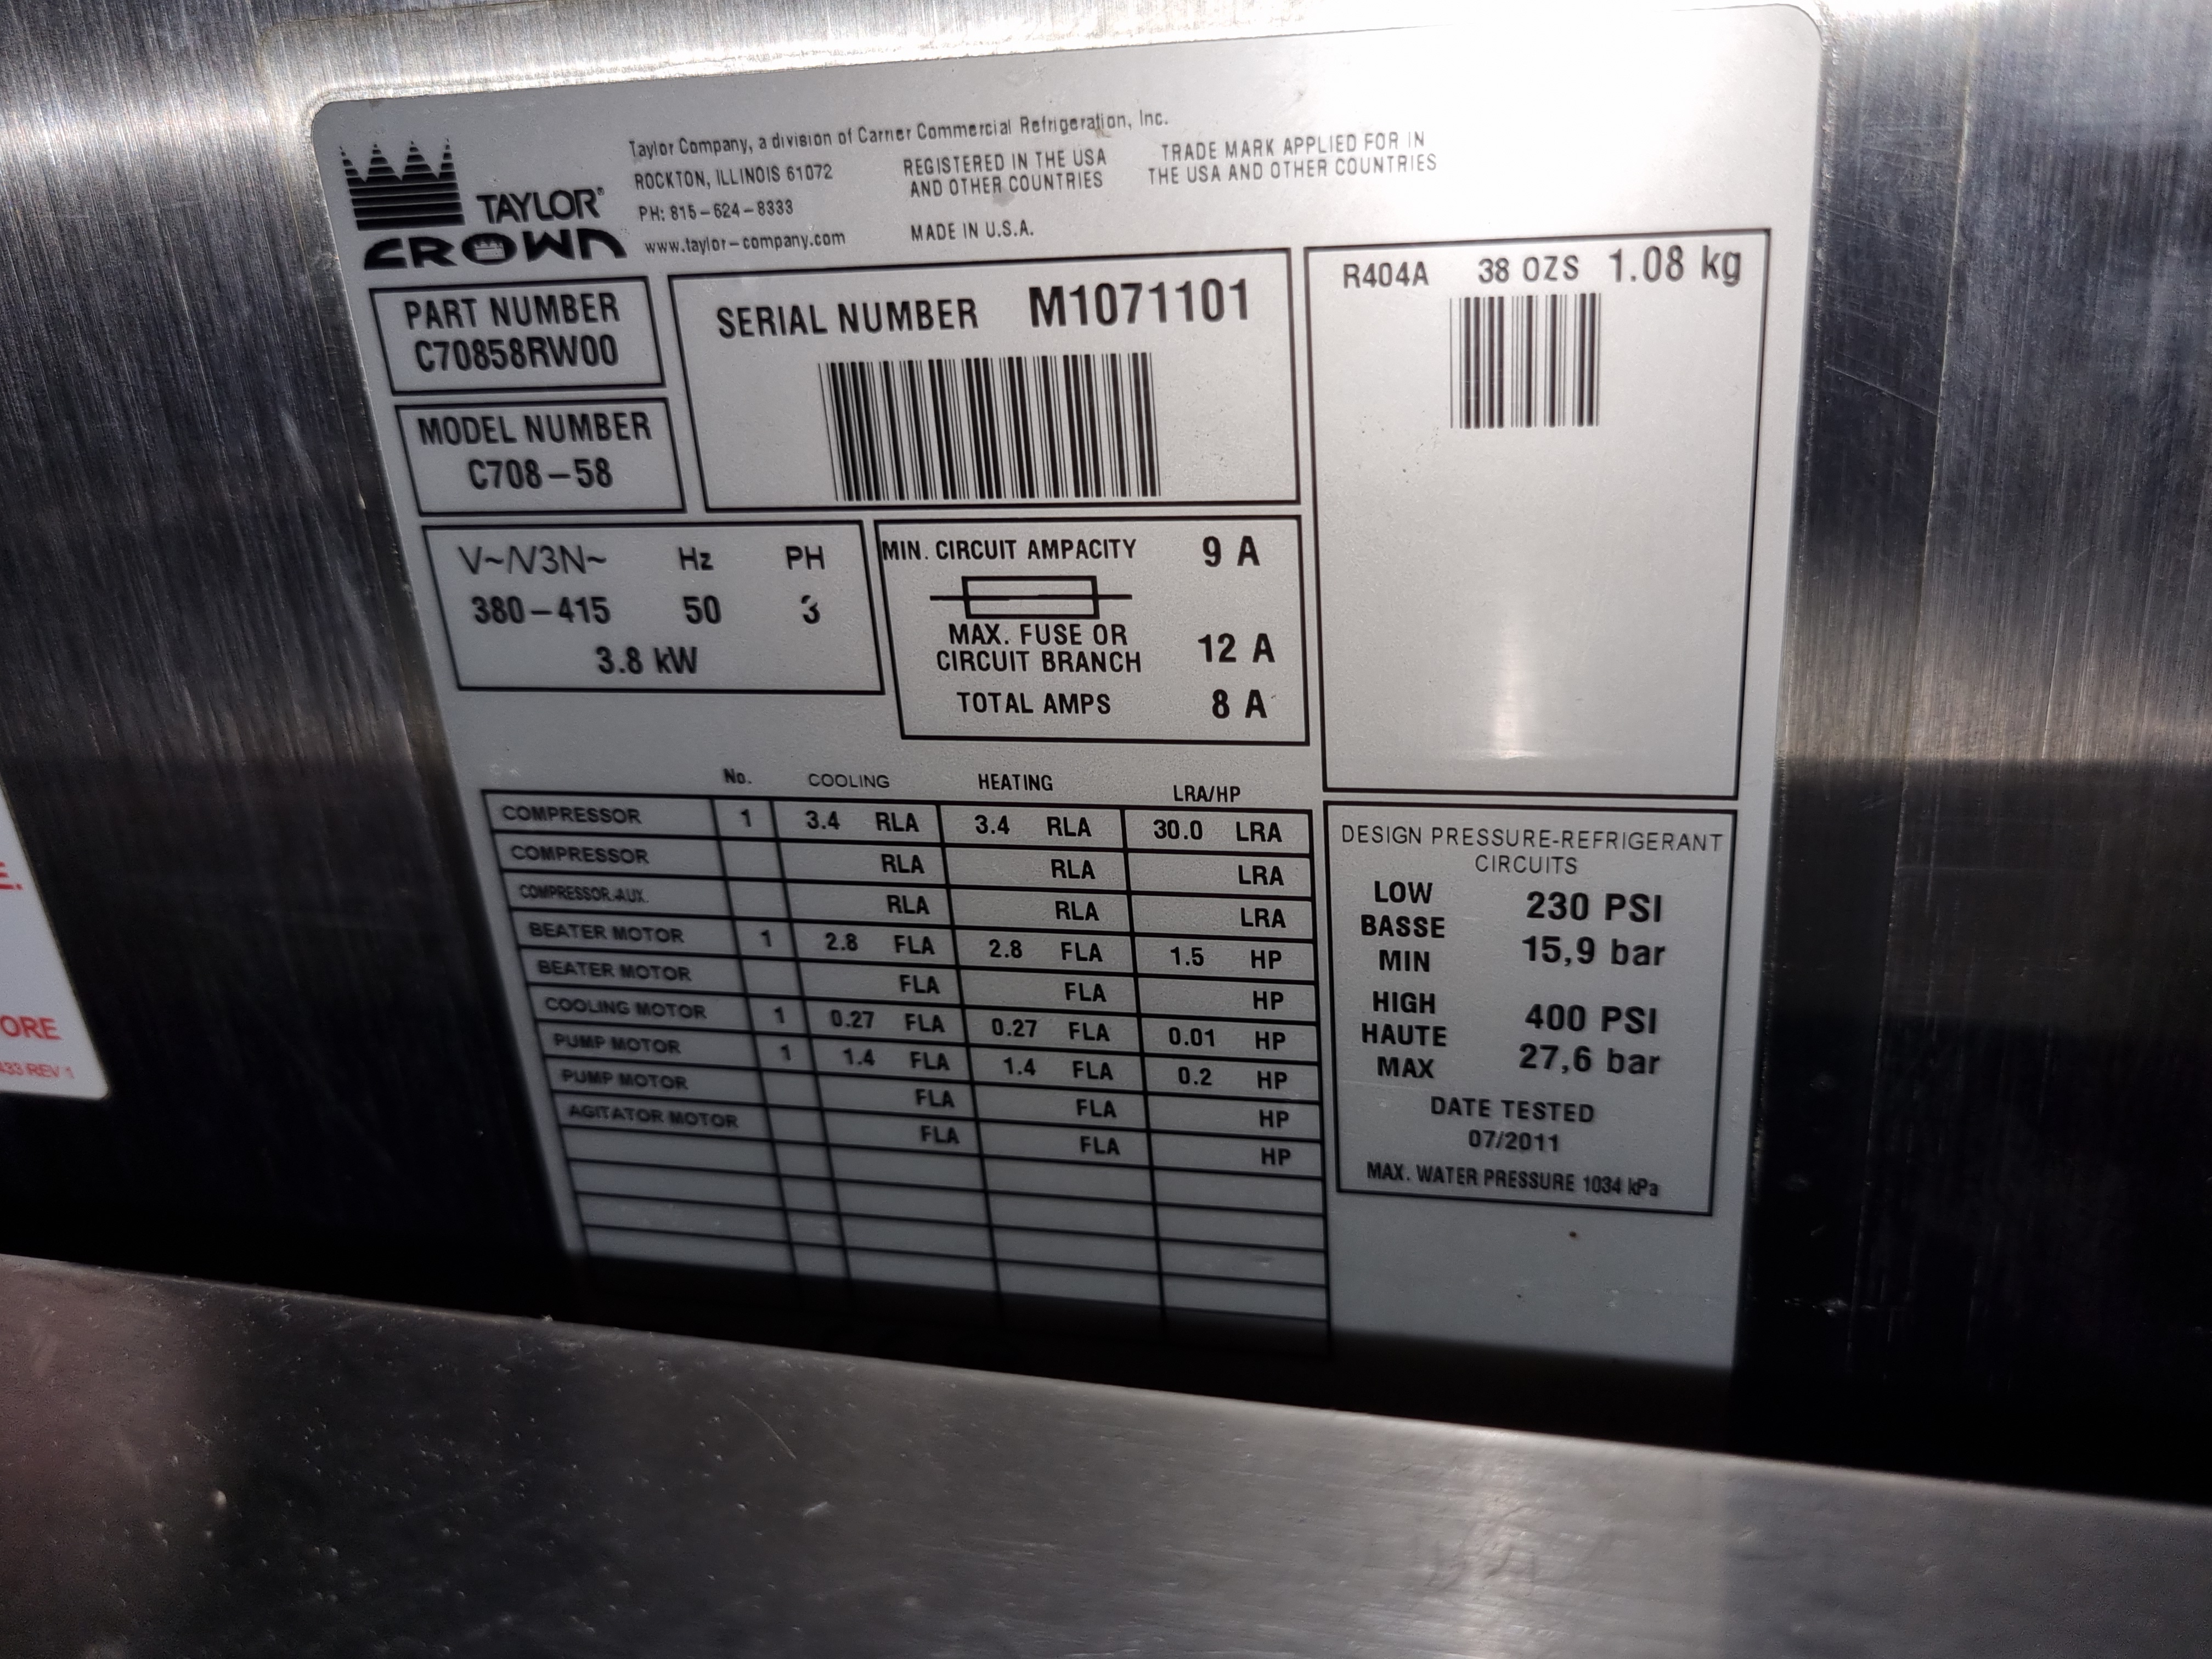 TAYLOR®
CROWN
Taylor Company, a division of Carrier Commercial Refrigeration, Inc.
ROCKTON, ILLINOIS 61072
PH: 815-624-8333
www.taylor-company.com
REGISTERED IN THE USA
AND OTHER COUNTRIES
MADE IN U.S.A.
TRADE MARK APPLIED FOR IN
THE USA AND OTHER COUNTRIES
PART NUMBER
C70858RW00
MODEL NUMBER
C708-58
SERIAL NUMBER M1071101
R404A 38 OZS 1.08 kg
V~/V3N~ Hz PH
380-415 50 3
3.8 kW
MIN. CIRCUIT AMPACITY 9 A
MAX. FUSE OR
CIRCUIT BRANCH 12 A
TOTAL AMPS 8 A
No. COOLING HEATING LRA/HP
COMPRESSOR 1 3.4 RLA 3.4 RLA 30.0 LRA
COMPRESSOR RLA RLA LRA
COMPRESSOR-AUX. RLA RLA LRA
BEATER MOTOR 1 2.8 FLA 2.8 FLA 1.5 HP
BEATER MOTOR FLA FLA HP
COOLING MOTOR 1 0.27 FLA 0.27 FLA 0.01 HP
PUMP MOTOR 1 1.4 FLA 1.4 FLA 0.2 HP
PUMP MOTOR FLA FLA HP
AGITATOR MOTOR FLA FLA HP
DESIGN PRESSURE-REFRIGERANT
CIRCUITS
LOW 230 PSI
BASSE 15,9 bar
MIN
HIGH 400 PSI
HAUTE 27,6 bar
MAX
DATE TESTED
07/2011
MAX. WATER PRESSURE 1034 kPa
E.
ORE
433 REV 1